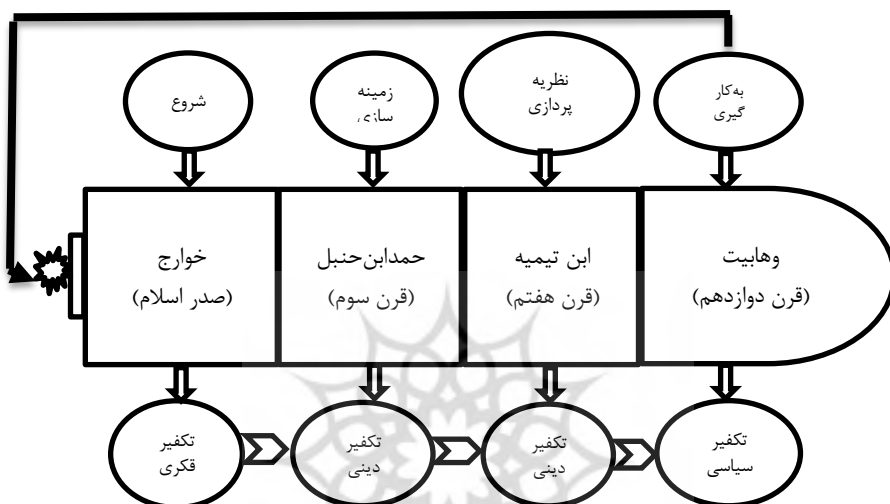 شروع
زمینه
سازی
نظریه
پردازی
به‌کار
گیری
خوارج
(صدر اسلام)
حمدابن‌حنبل
(قرن سوم)
ابن تیمیه
(قرن هفتم)
وهابیت
(قرن دوازدهم)
تکفیر
قکری
تکفیر
دینی
تکفیر
دینی
تکفیر
سیاسی